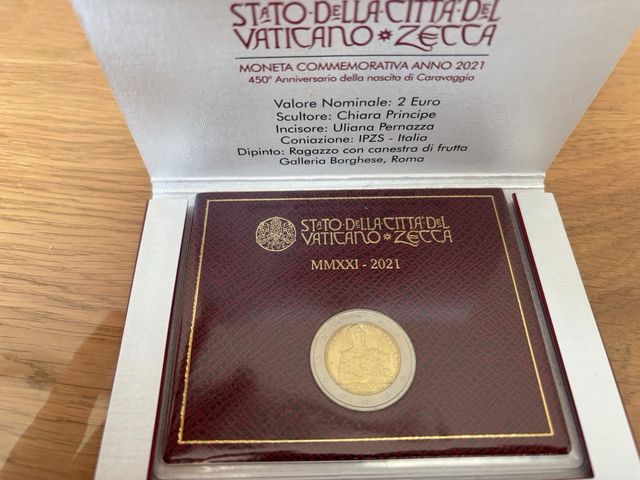 STATO·DELLA·CITTÀ·DEL
VATICANO ZECCA
MONETA COMMEMORATIVA ANNO 2021
450° Anniversario della nascita di Caravaggio
Valore Nominale: 2 Euro
Scultore: Chiara Principe
Incisore: Uliana Pernazza
Coniazione: IPZS - Italia
Dipinto: Ragazzo con canestra di frutta
Galleria Borghese, Roma
STATO·DELLA·CITTÀ·DEL
VATICANO ZECCA
MMXXI - 2021